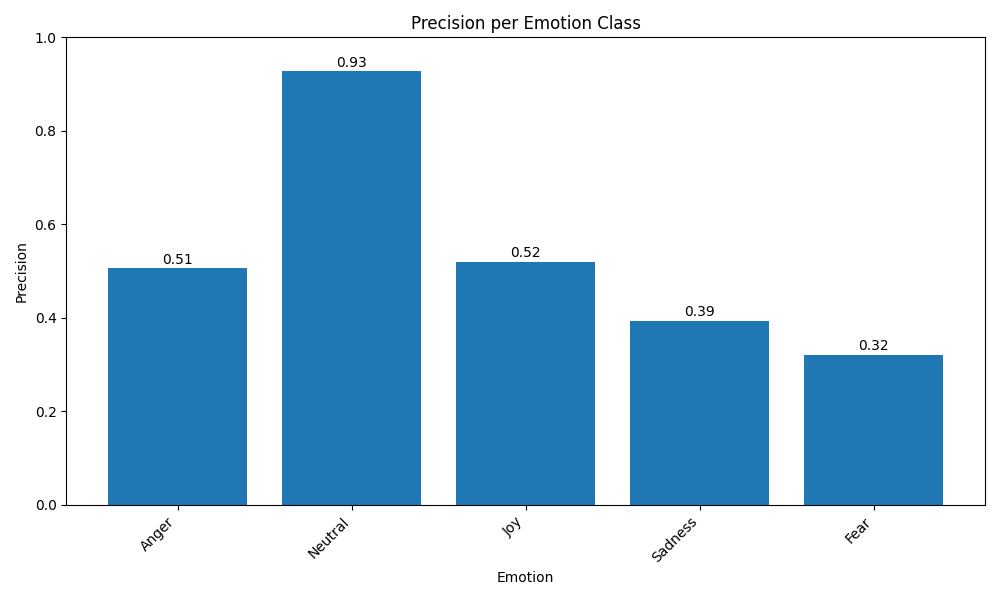 Precision per Emotion Class
Precision
1.0
0.8
0.6
0.4
0.2
0.0
0.51
0.93
0.52
0.39
0.32
Anger
Neutral
Joy
Sadness
Fear
Emotion